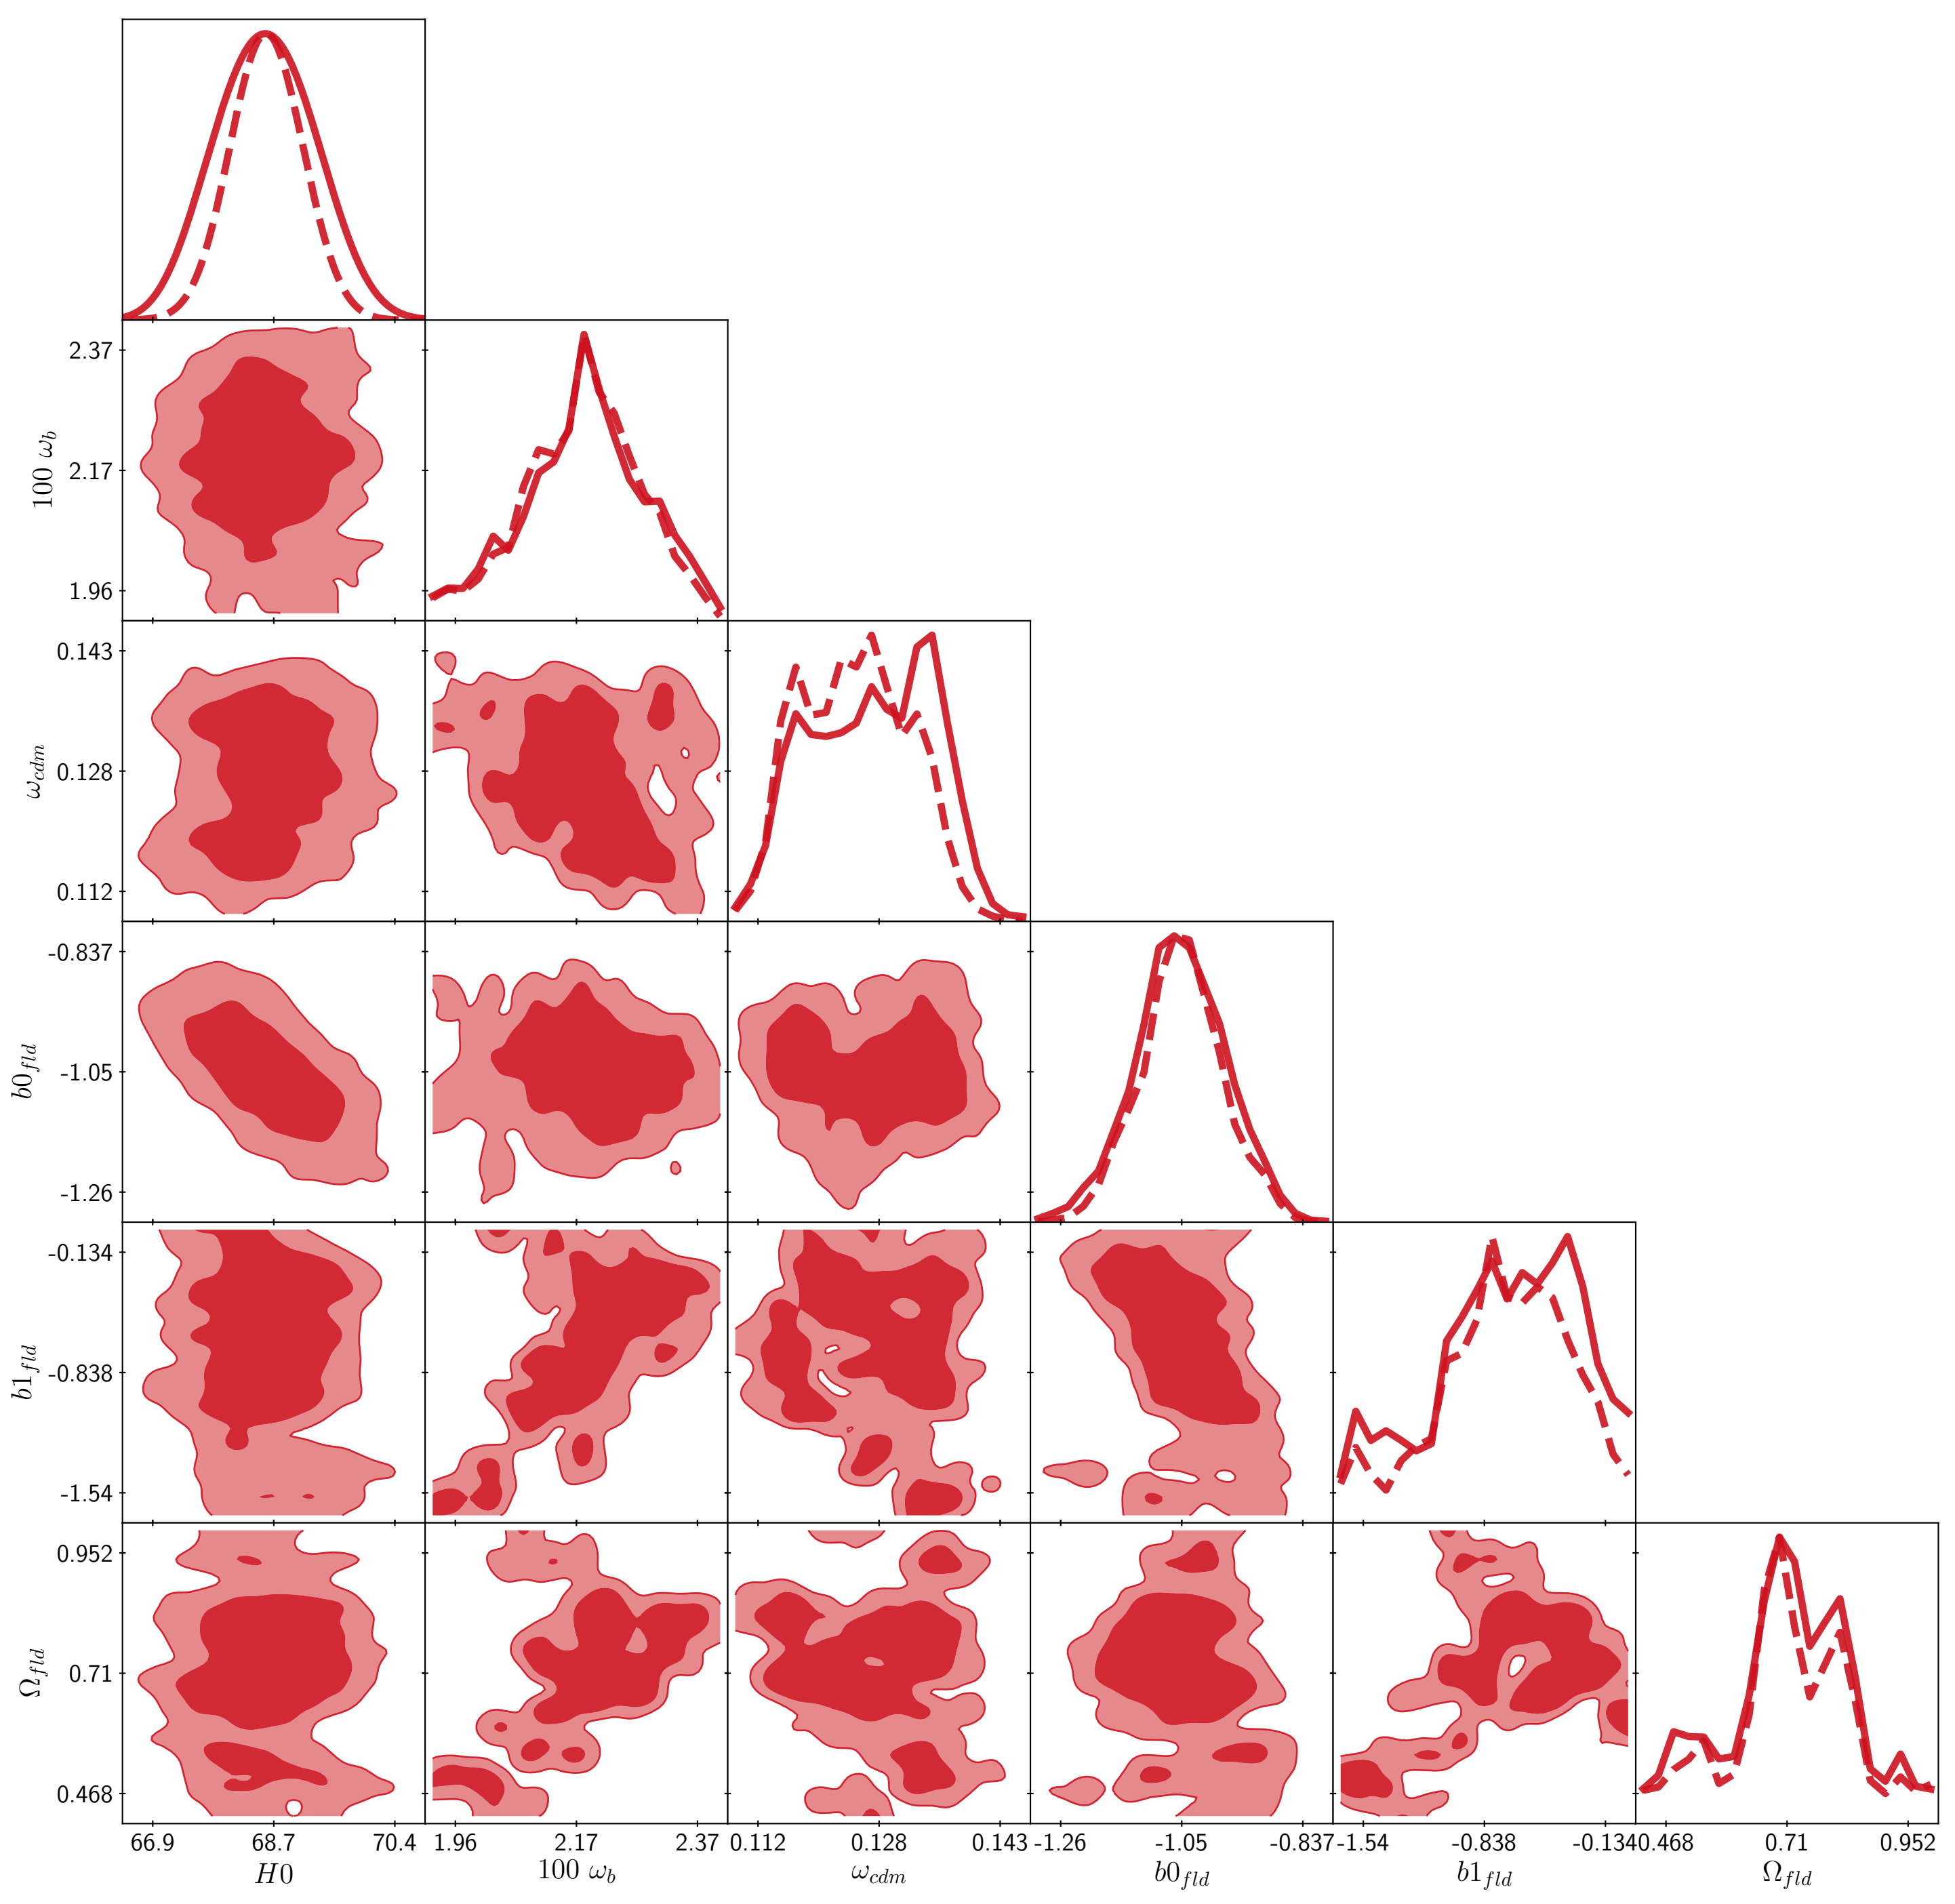 2.37
2.17
1.96
100 ω_b
0.143
0.128
0.112
ω_cdm
-0.837
-1.05
-1.26
b0_fld
-0.134
-0.838
-1.54
b1_fld
0.952
0.71
0.468
Ω_fld
66.9 68.7 70.4 1.96 2.17 2.37 0.112 0.128 0.143 -1.26 -1.05 -0.837 -1.54 -0.838 -0.134 0.468 0.71 0.952
H0 100 ω_b ω_cdm b0_fld b1_fld Ω_fld